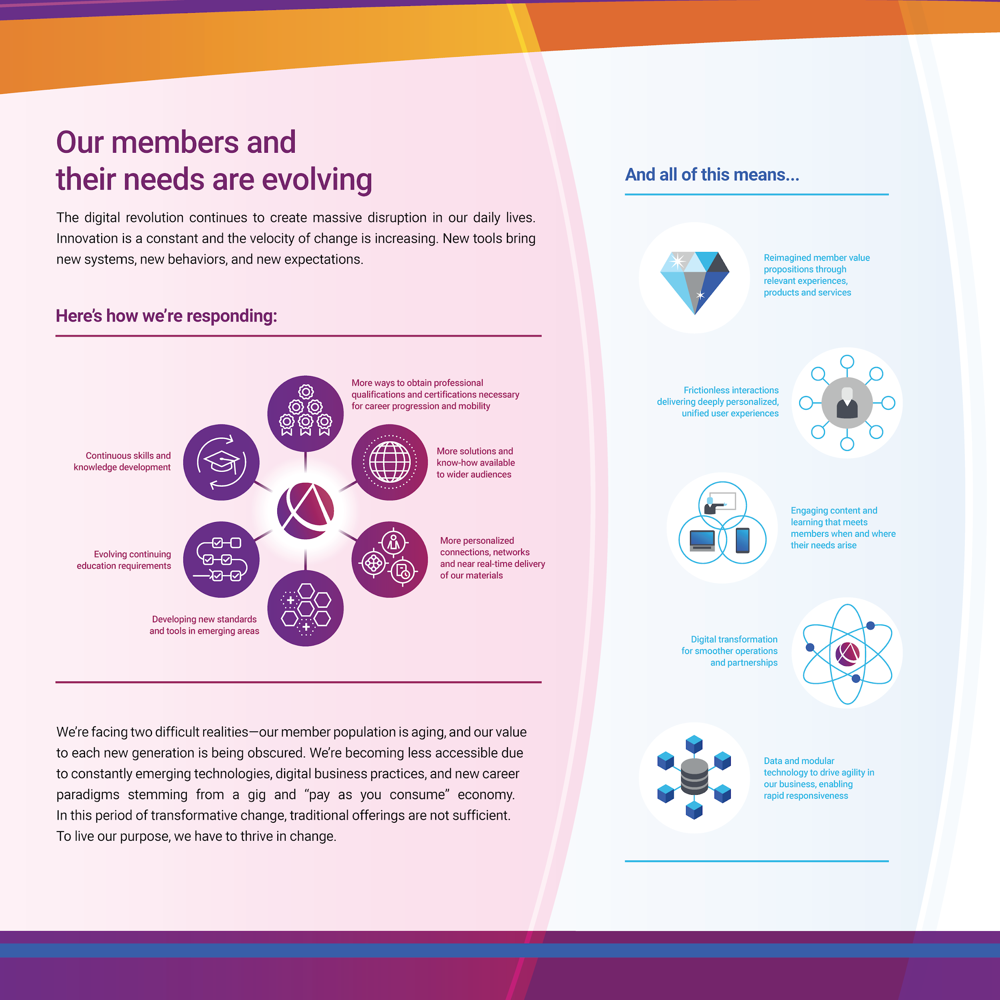 Our members and
their needs are evolving
The digital revolution continues to create massive disruption in our daily lives.
Innovation is a constant and the velocity of change is increasing. New tools bring
new systems, new behaviors, and new expectations.
Here's how we're responding:
More ways to obtain professional
qualifications and certifications necessary
for career progression and mobility
More solutions and
know-how available
to wider audiences
Continuous skills and
knowledge development
More personalized
connections, networks
and near real-time delivery
of our materials
Evolving continuing
education requirements
Developing new standards
and tools in emerging areas
We're facing two difficult realities—our member population is aging, and our value
to each new generation is being obscured. We're becoming less accessible due
to constantly emerging technologies, digital business practices, and new career
paradigms stemming from a gig and “pay as you consume” economy.
In this period of transformative change, traditional offerings are not sufficient.
To live our purpose, we have to thrive in change.
And all of this means...
Reimagined member value
propositions through
relevant experiences,
products and services
Frictionless interactions
delivering deeply personalized,
unified user experiences
Engaging content and
learning that meets
members when and where
their needs arise
Digital transformation
for smoother operations
and partnerships
Data and modular
technology to drive agility in
our business, enabling
rapid responsiveness